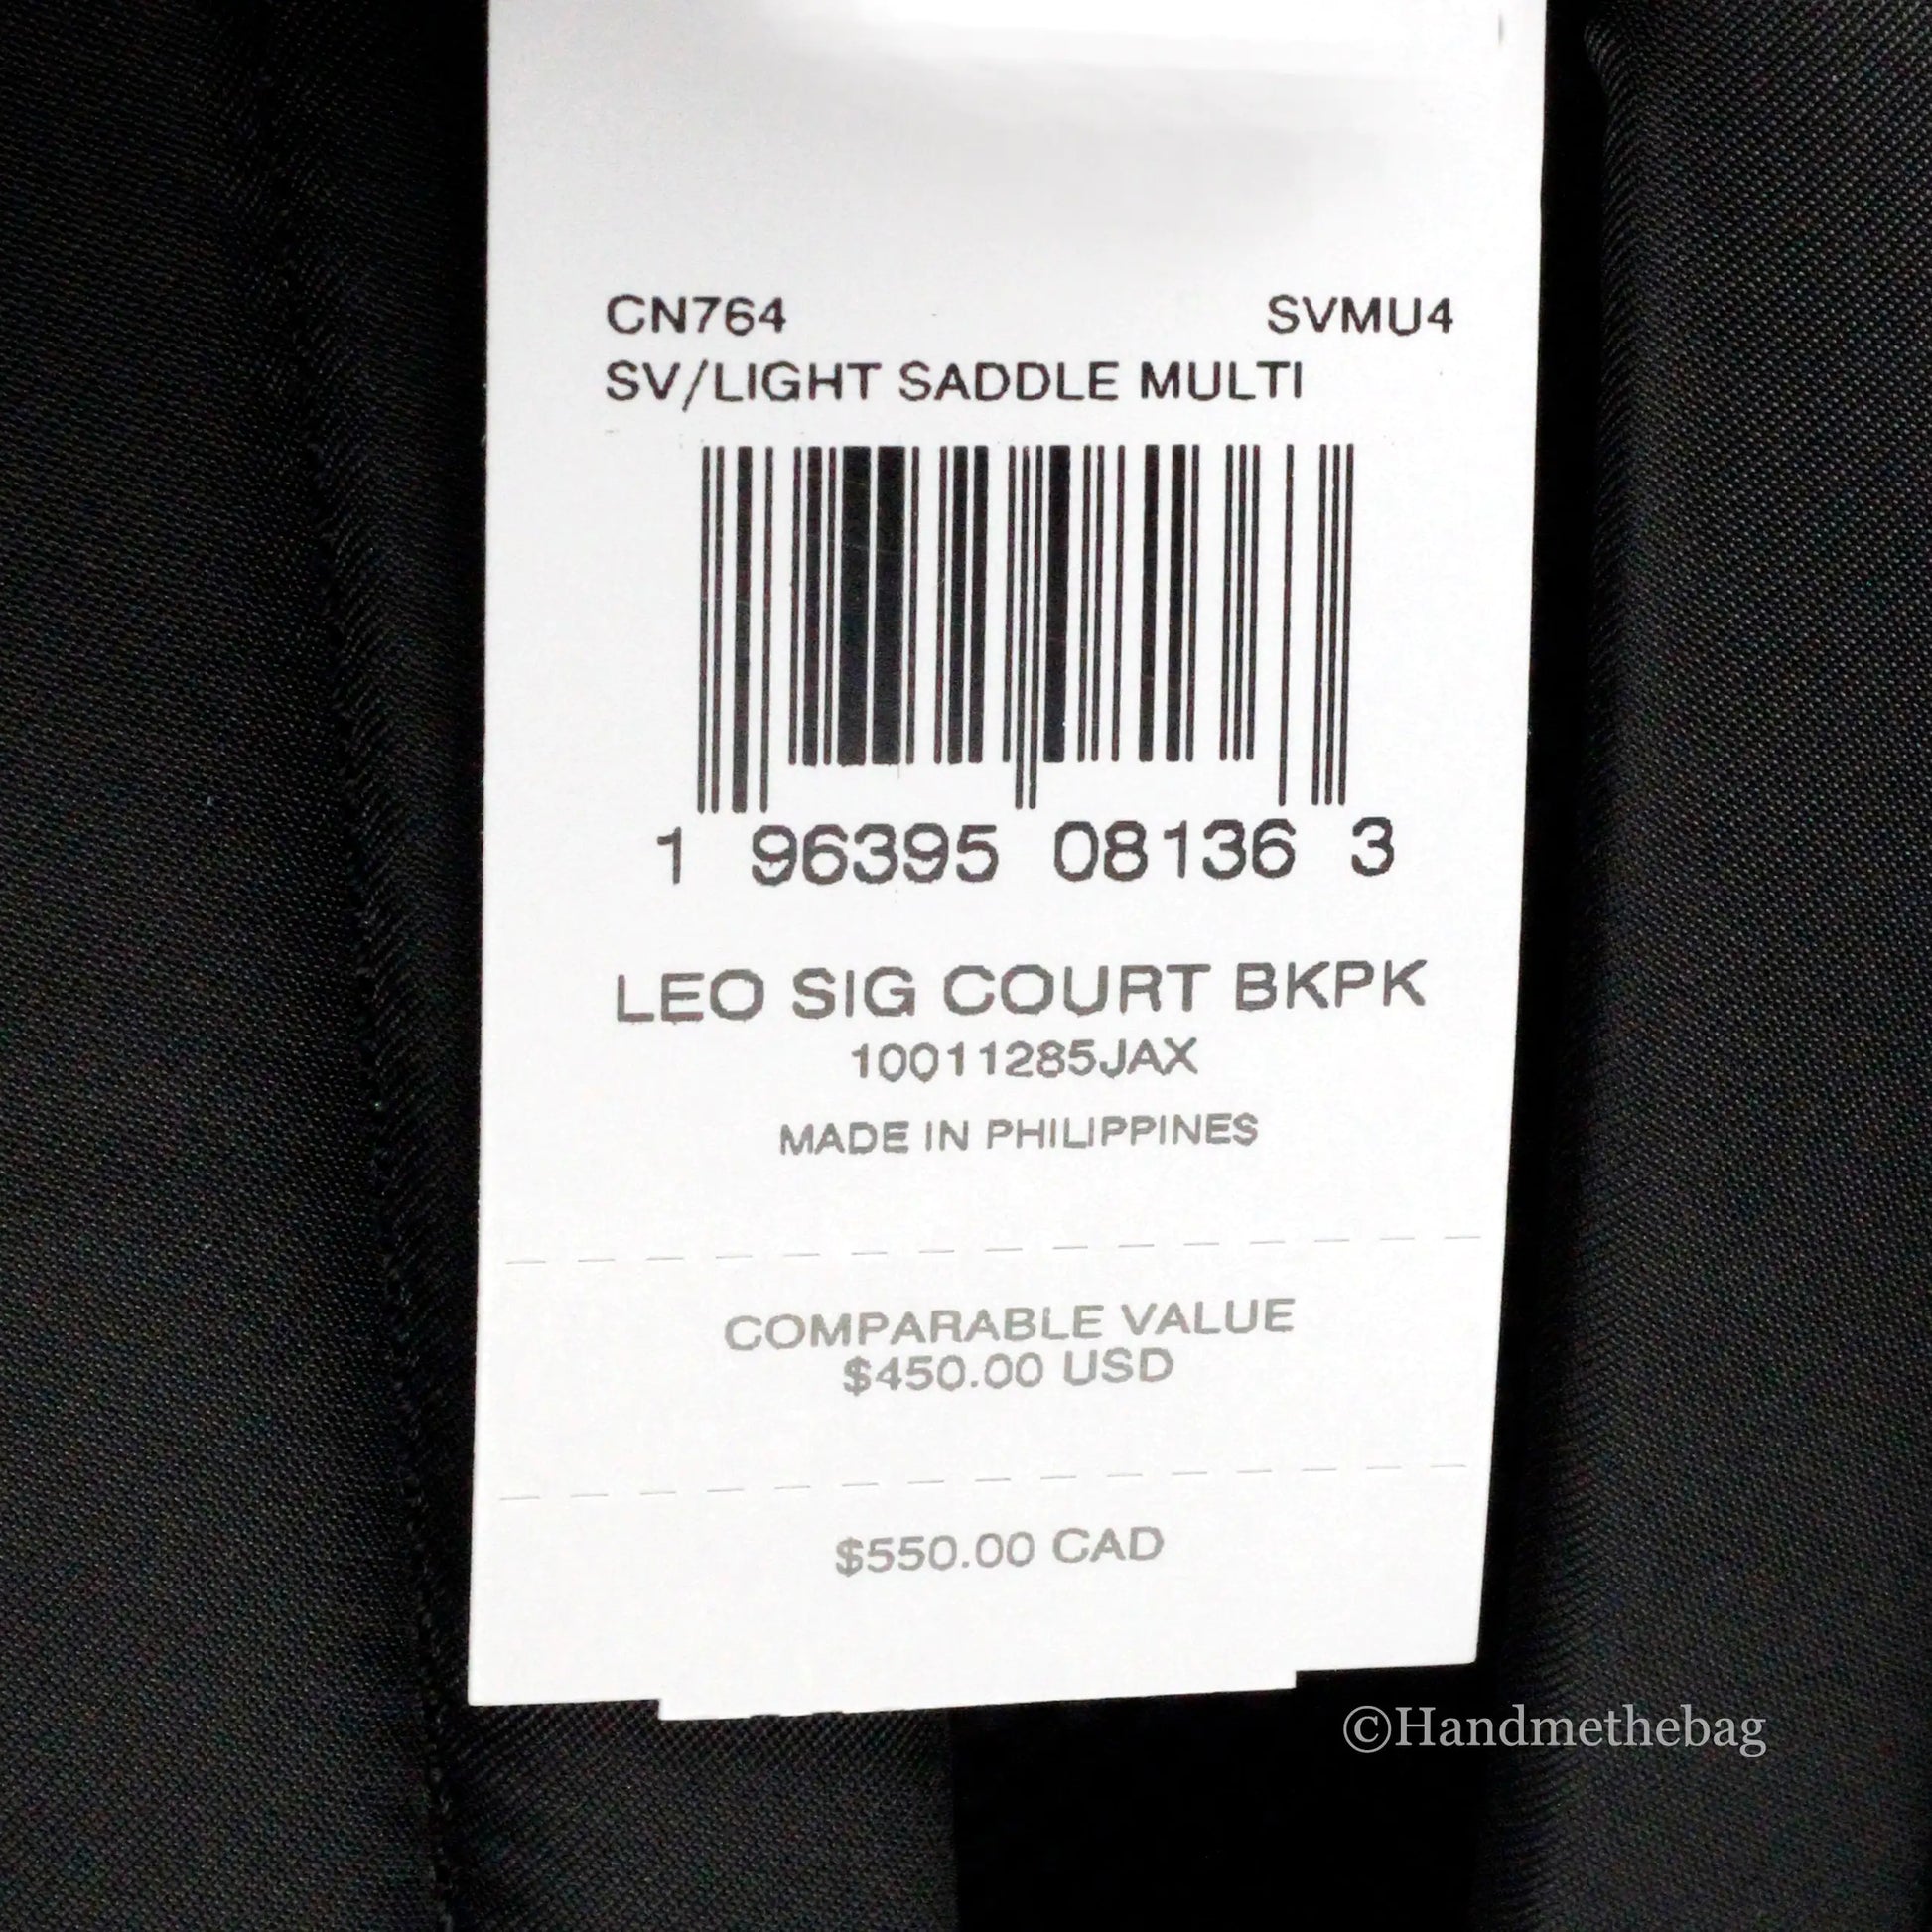 CN764 SVMU4
SV/LIGHT SADDLE MULTI
1 96395 08136 3
LEO SIG COURT BKPK
10011285JAX
MADE IN PHILIPPINES
COMPARABLE VALUE
$450.00 USD
$550.00 CAD
©Handmethebag